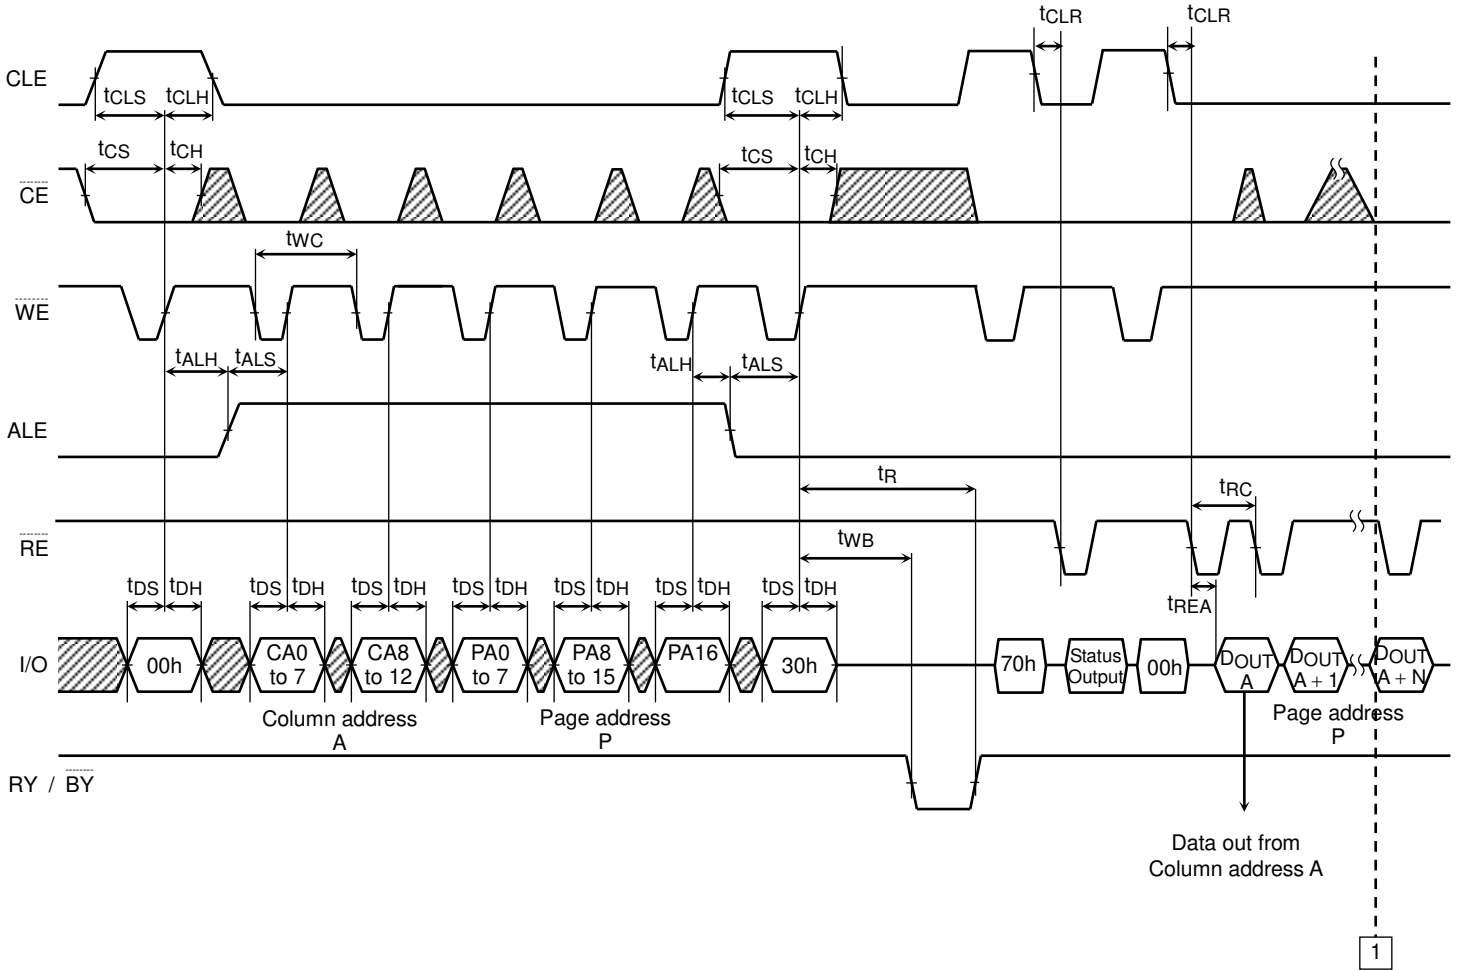 tCLR tCLR
CLE
tCLS tCLH tCLS tCLH
tCS tCH tCS tCH
CE
tWC
WE
tALH tALS tALH tALS
ALE
tR
tRC
RE
tWB
tDS tDH tDS tDH tDS tDH tDS tDH tDS tDH tDS tDH tDS tDH
tREA
I/O
00h
CA0
to 7
CA8
to 12
PA0
to 7
PA8
to 15
PA16
30h
70h
Status
Output
00h
DOUT
A
DOUT
A + 1
DOUT
A + N
Column address
A
Page address
P
Page address
P
RY / BY
Data out from
Column address A
1